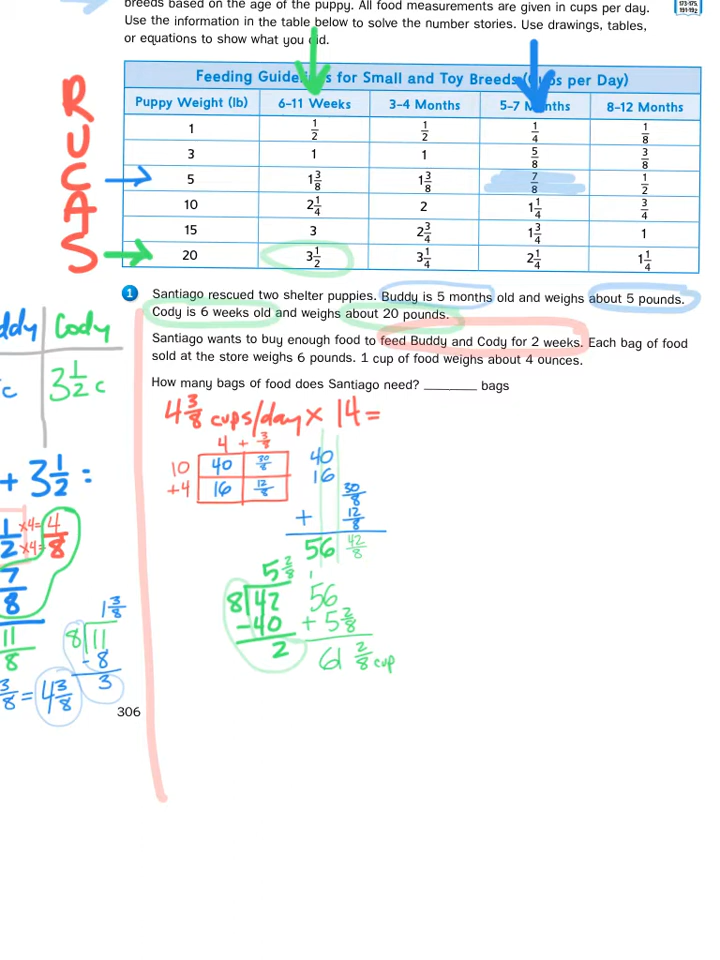 breeds based on the age of the puppy. All food measurements are given in cups per day.
Use the information in the table below to solve the number stories. Use drawings, tables,
or equations to show what you did.
173-175,
191-192
RUCAS
Feeding Guidelines for Small and Toy Breeds (Cups per Day)
Puppy Weight (lb) 6–11 Weeks 3–4 Months 5–7 Months 8–12 Months
1 1/2 1/2 1/4 1/8
3 1 1 5/8 3/8
5 1 3/8 1 3/8 7/8 1/2
10 2 1/4 2 1 1/4 3/4
15 3 2 3/4 1 3/4 1
20 3 1/2 3 1/4 2 1/4 1 1/4
1 Santiago rescued two shelter puppies. Buddy is 5 months old and weighs about 5 pounds.
Cody is 6 weeks old and weighs about 20 pounds.
Santiago wants to buy enough food to feed Buddy and Cody for 2 weeks. Each bag of food
sold at the store weighs 6 pounds. 1 cup of food weighs about 4 ounces.
How many bags of food does Santiago need? ________ bags
ddy Cody
c 3 1/2 c
+ 3 1/2 =
1/2 ×4= 4
×4= 8
7/8
11/8
1 3/8
8 11
- 8
3
3/8 = 4 3/8
4 3/8 cups/day × 14 =
4 + 3/8
10 40 30/8
+4 16 12/8
40
16
30/8
+ 12/8
56 42/8
5 2/8
8 42
-40
2
1
56
+ 5 2/8
61 2/8 cup
306